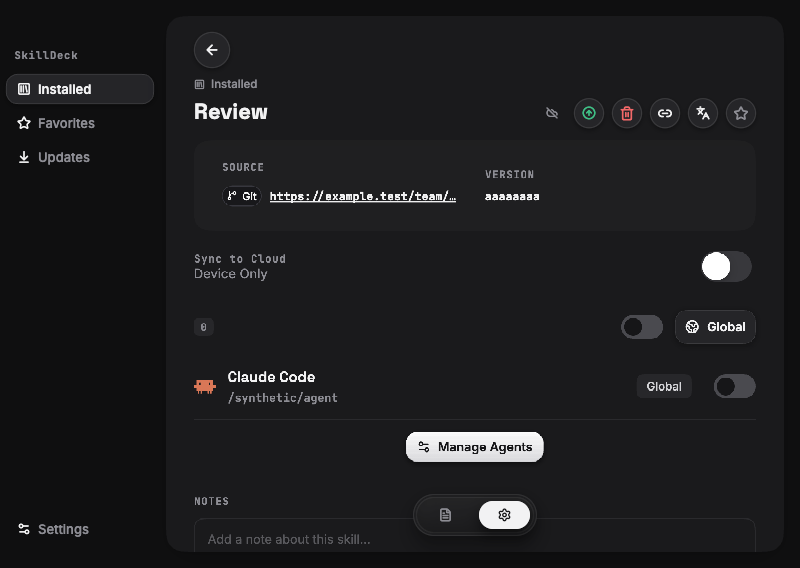 SkillDeck
Installed
Favorites
Updates
Settings
Installed
Review
SOURCE
Git https://example.test/team/…
VERSION
aaaaaaaa
Sync to Cloud
Device Only
0
Global
Claude Code
/synthetic/agent
Global
Manage Agents
NOTES
Add a note about this skill...